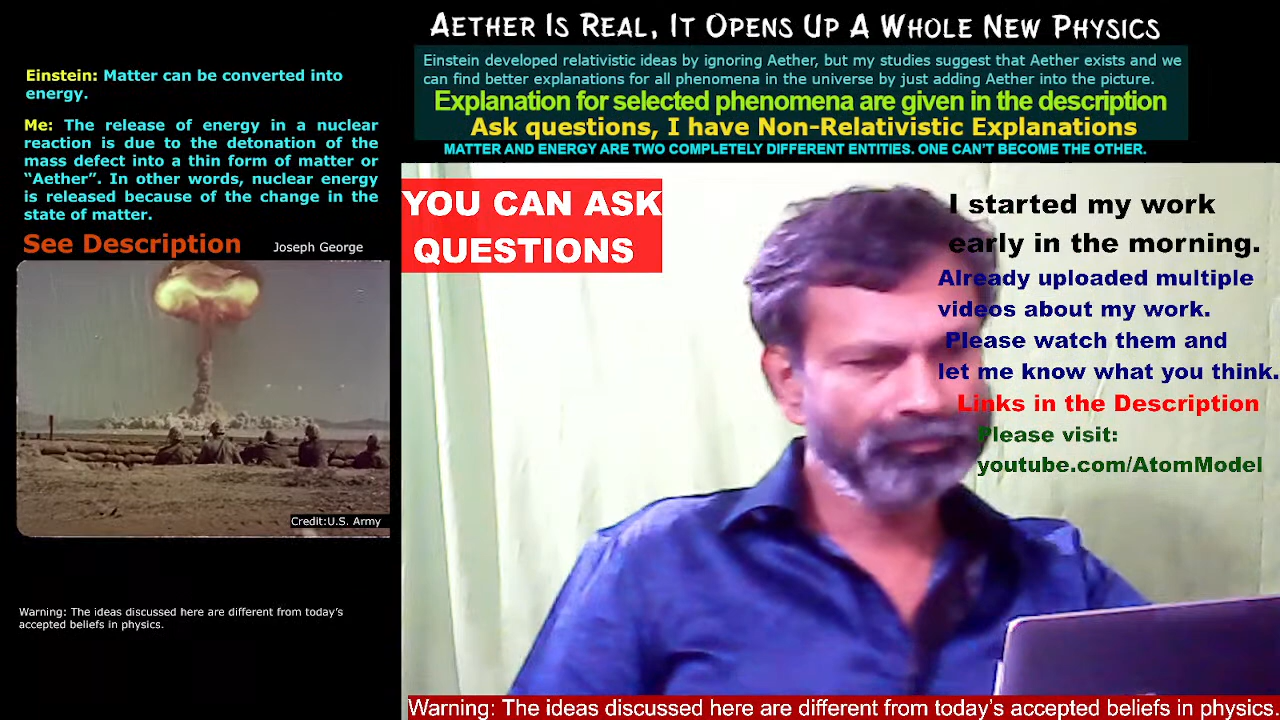 AETHER IS REAL, IT OPENS UP A WHOLE NEW PHYSICS
Einstein developed relativistic ideas by ignoring Aether, but my studies suggest that Aether exists and we
can find better explanations for all phenomena in the universe by just adding Aether into the picture.
Explanation for selected phenomena are given in the description
Ask questions, I have Non-Relativistic Explanations
MATTER AND ENERGY ARE TWO COMPLETELY DIFFERENT ENTITIES. ONE CAN'T BECOME THE OTHER.
Einstein: Matter can be converted into
energy.
Me: The release of energy in a nuclear
reaction is due to the detonation of the
mass defect into a thin form of matter or
“Aether”. In other words, nuclear energy
is released because of the change in the
state of matter.
See Description
Joseph George
Credit:U.S. Army
Warning: The ideas discussed here are different from today’s
accepted beliefs in physics.
YOU CAN ASK
QUESTIONS
I started my work
early in the morning.
Already uploaded multiple
videos about my work.
Please watch them and
let me know what you think.
Links in the Description
Please visit:
youtube.com/AtomModel
Warning: The ideas discussed here are different from today’s accepted beliefs in physics.